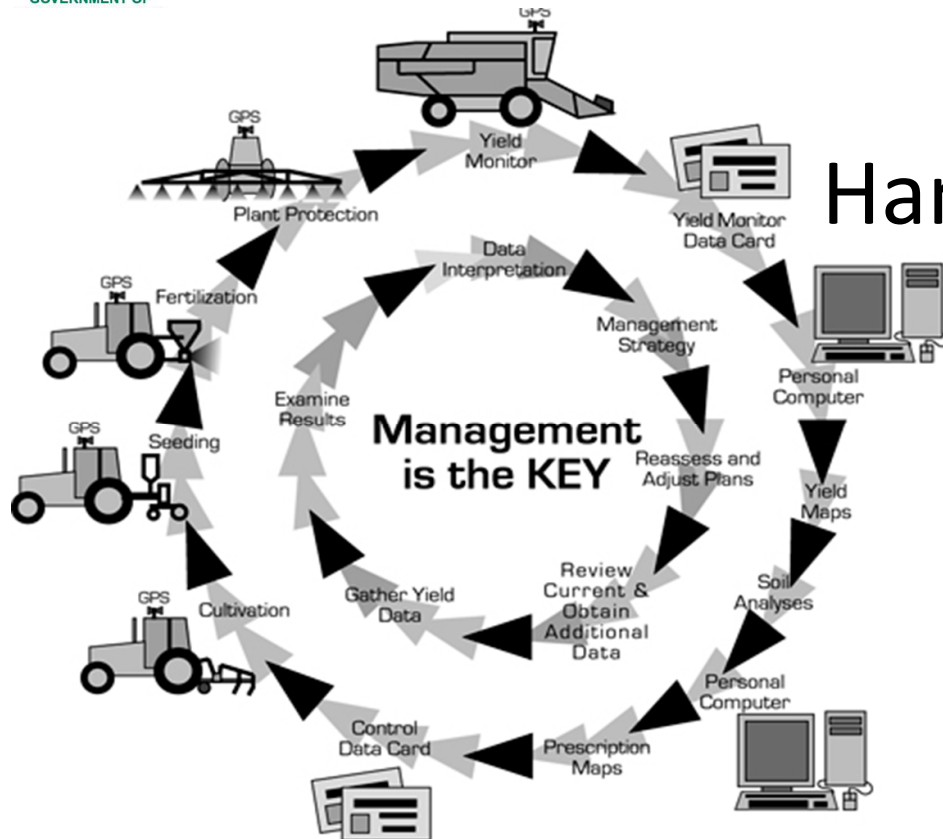 GOVERNMENT OF
GPS
Yield
Monitor
GPS
Plant Protection
Yield Monitor
Data Card
Har
Data
Interpretation
GPS
Fertilization
Management
Strategy
Personal
Computer
Examine
Results
Management
is the KEY
GPS
Seeding
Reassess and
Adjust Plans
Yield
Maps
Review
Current &
Obtain
Additional
Data
Soil
Analyses
GPS
Cultivation
Gather Yield
Data
Personal
Computer
Control
Data Card
Prescription
Maps